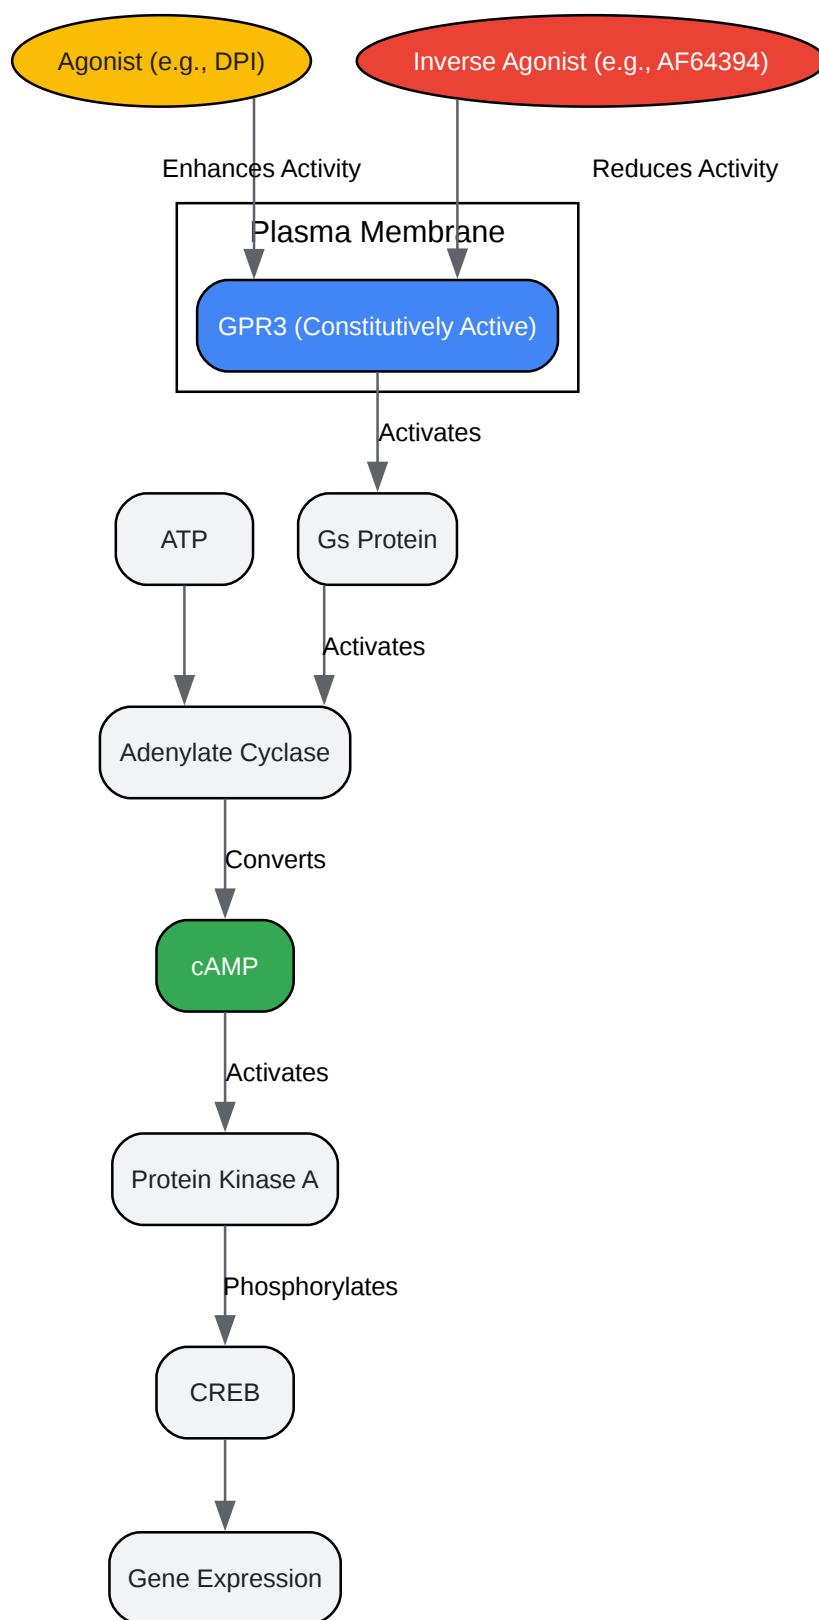 Agonist (e.g., DPI)
Inverse Agonist (e.g., AF64394)
Enhances Activity
Reduces Activity
Plasma Membrane
GPR3 (Constitutively Active)
Activates
ATP
Gs Protein
Activates
Adenylate Cyclase
Converts
cAMP
Activates
Protein Kinase A
Phosphorylates
CREB
Gene Expression